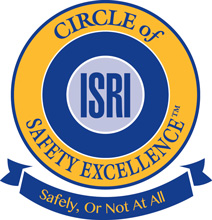 CIRCLE of
ISRI
SAFETY EXCELLENCE™
Safely, Or Not At All